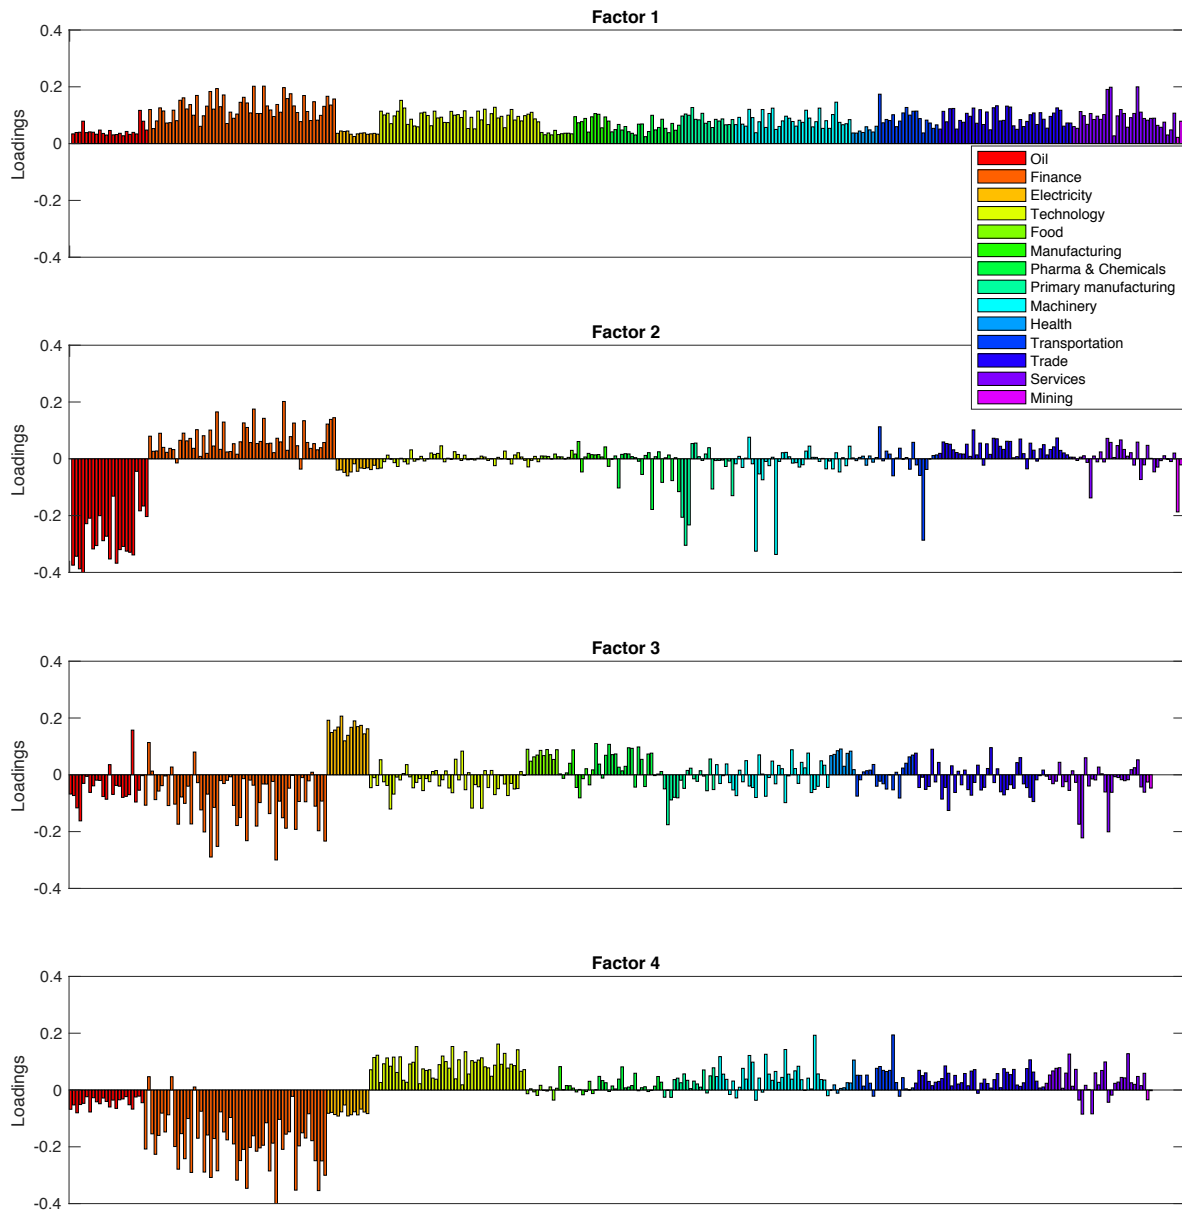 Factor 1
0.4
0.2
0
-0.2
-0.4
Loadings
Oil
Finance
Electricity
Technology
Food
Manufacturing
Pharma & Chemicals
Primary manufacturing
Machinery
Health
Transportation
Trade
Services
Mining
Factor 2
0.4
0.2
0
-0.2
-0.4
Loadings
Factor 3
0.4
0.2
0
-0.2
-0.4
Loadings
Factor 4
0.4
0.2
0
-0.2
-0.4
Loadings